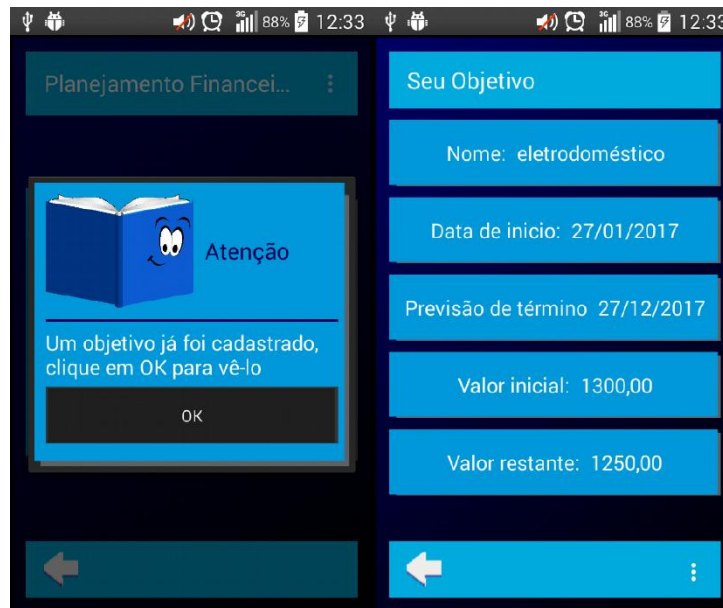 3G 88% 12:33
Planejamento Financei...
Atenção
Um objetivo já foi cadastrado,
clique em OK para vê-lo
OK
3G 88% 12:33
Seu Objetivo
Nome: eletrodoméstico
Data de inicio: 27/01/2017
Previsão de término 27/12/2017
Valor inicial: 1300,00
Valor restante: 1250,00